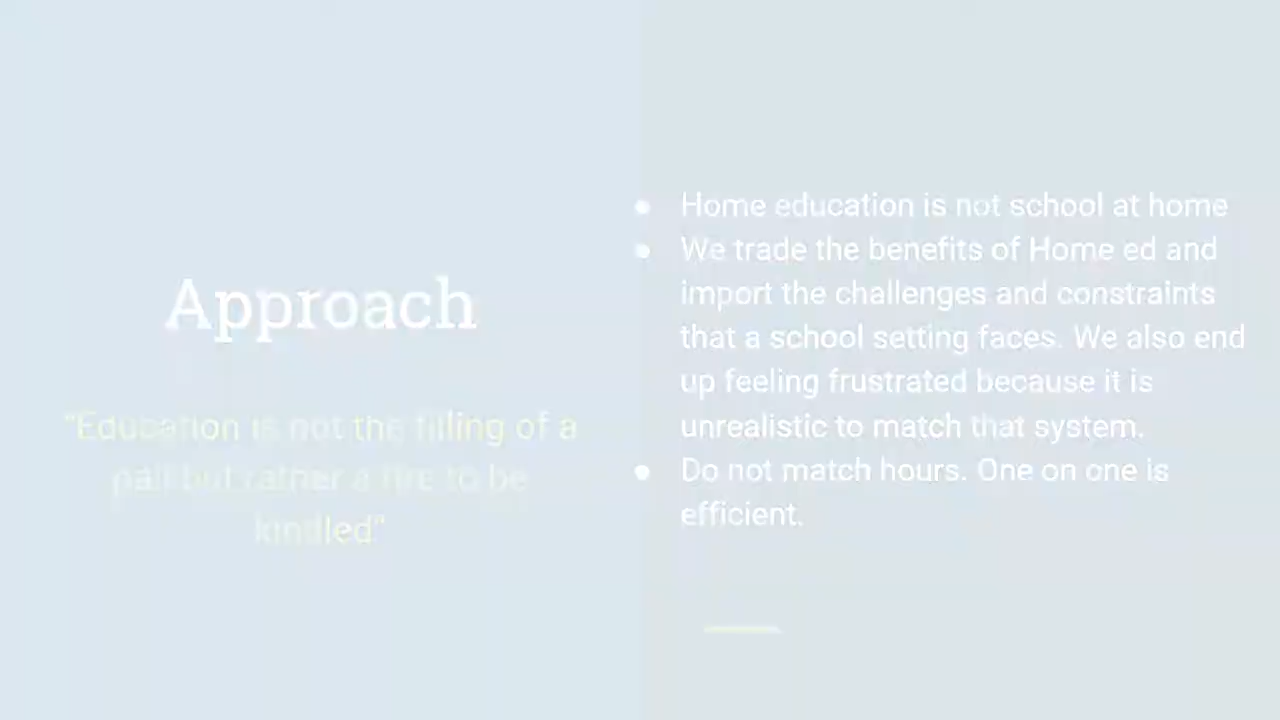 Approach
"Education is not the filling of a
pail but rather a fire to be
kindled"
● Home education is not school at home
● We trade the benefits of Home ed and
import the challenges and constraints
that a school setting faces. We also end
up feeling frustrated because it is
unrealistic to match that system.
● Do not match hours. One on one is
efficient.